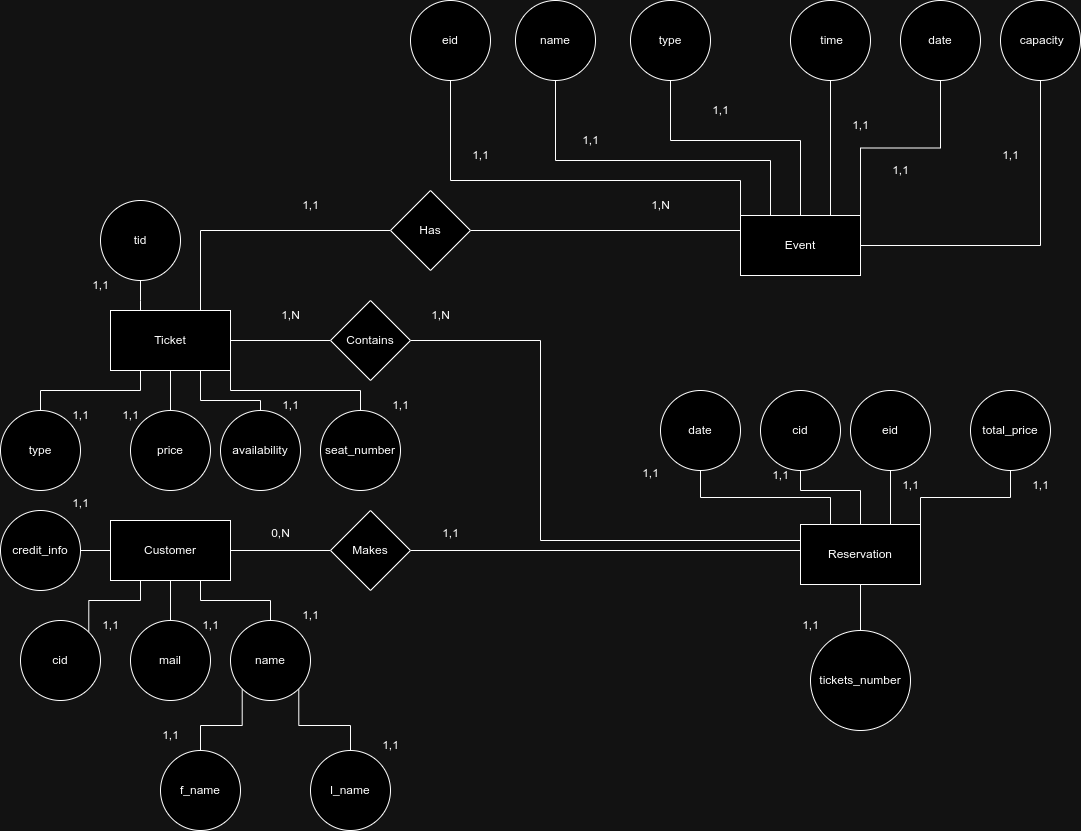 eid
name
type
time
date
capacity
1,1
1,1
1,1
1,1
1,1
1,1
1,1
Has
1,N
Event
tid
1,1
Ticket
1,N
Contains
1,N
type
1,1
1,1
price
availability
1,1
seat_number
1,1
date
cid
eid
total_price
1,1
1,1
1,1
1,1
Reservation
1,1
credit_info
Customer
0,N
Makes
1,1
cid
1,1
mail
1,1
name
1,1
1,1
tickets_number
1,1
1,1
f_name
l_name